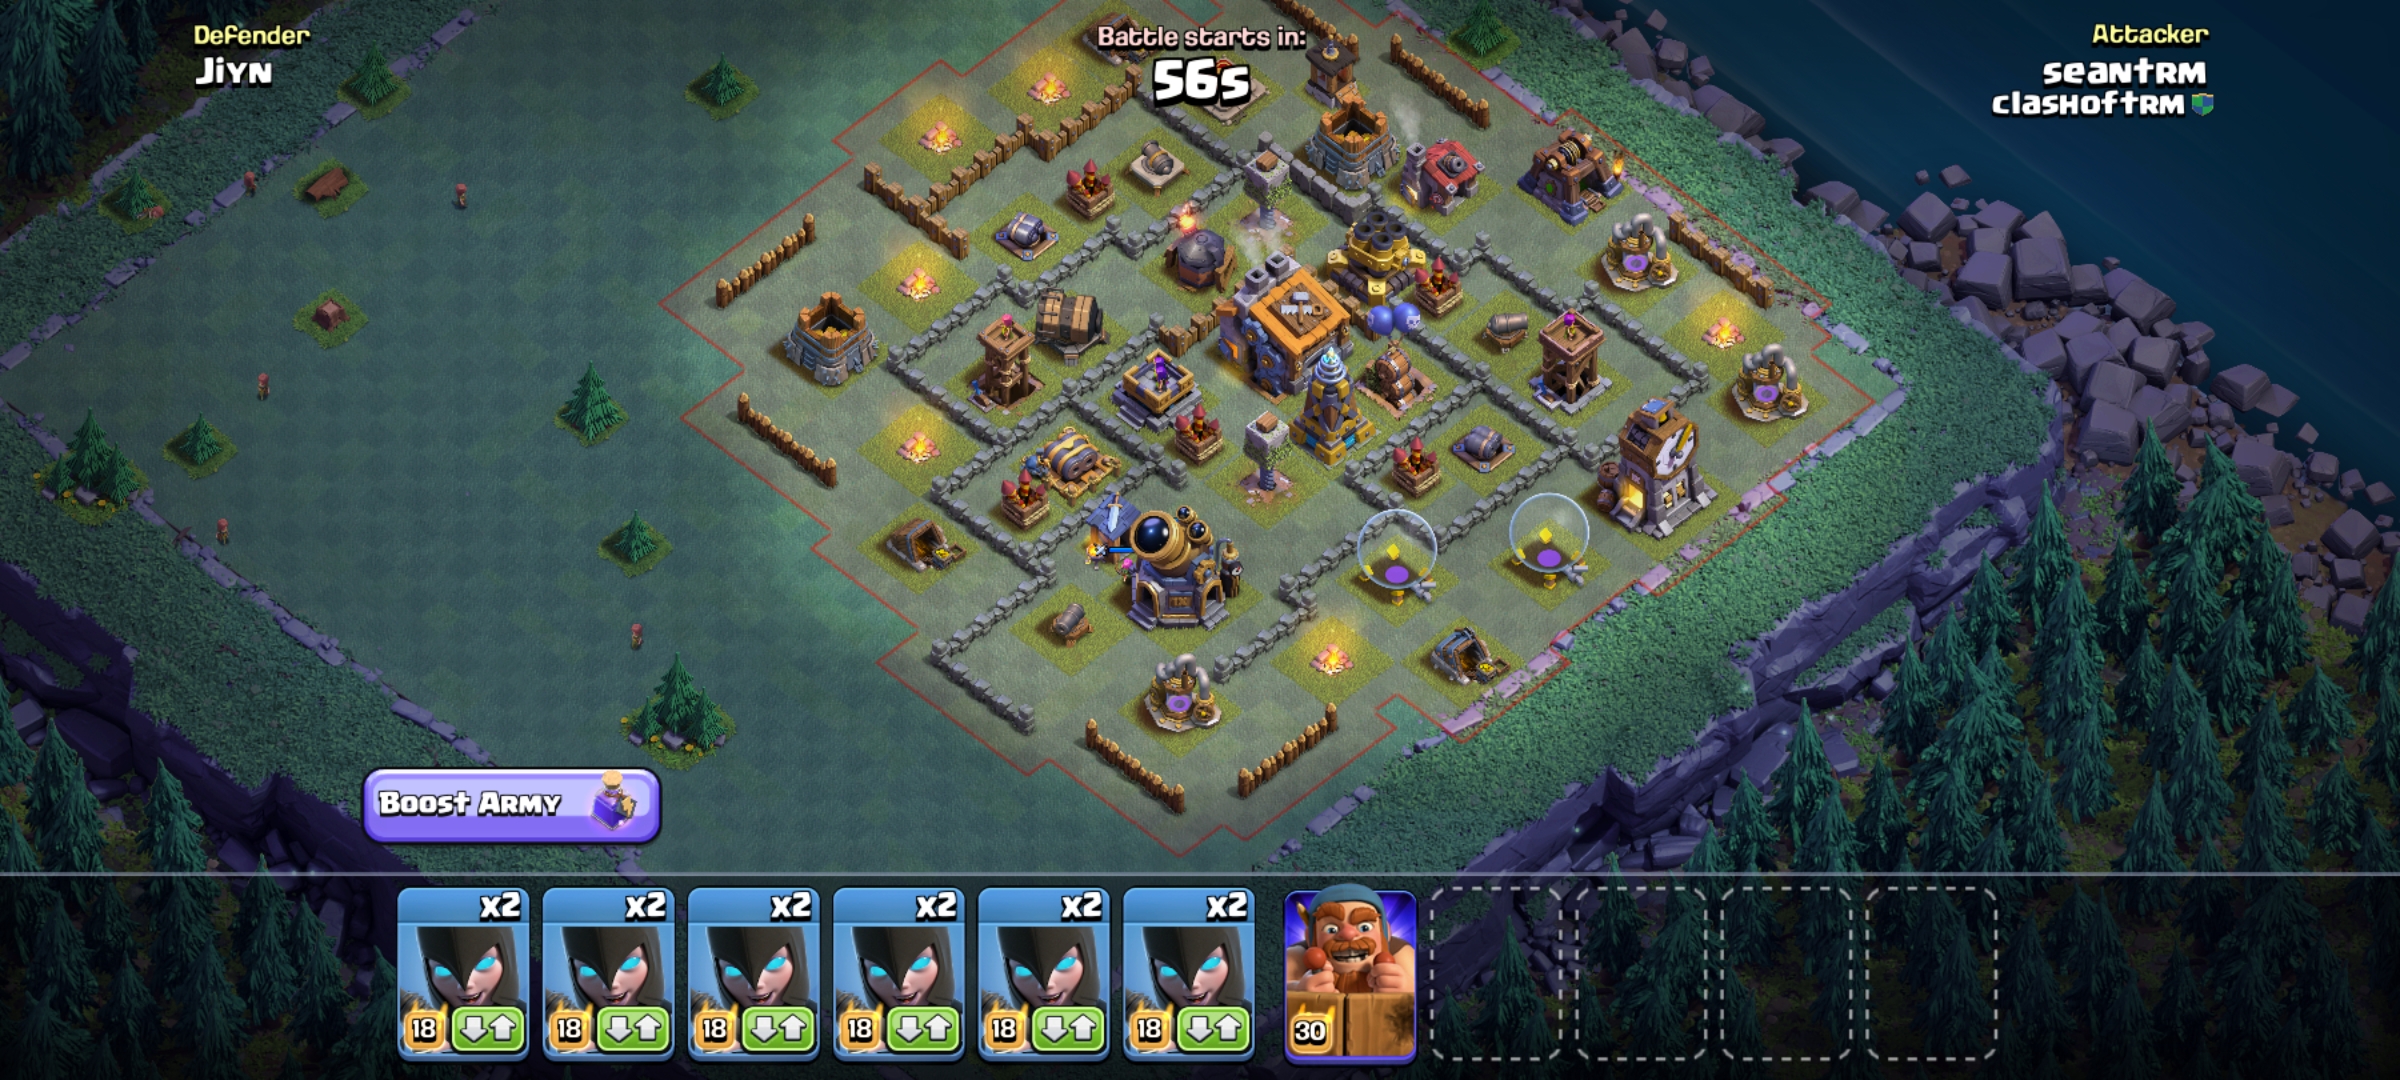 Defender
JiYN
Battle starts in:
56s
Attacker
seantRM
clashoftRM
Boost Army
x2
x2
x2
x2
x2
x2
18
18
18
18
18
18
30